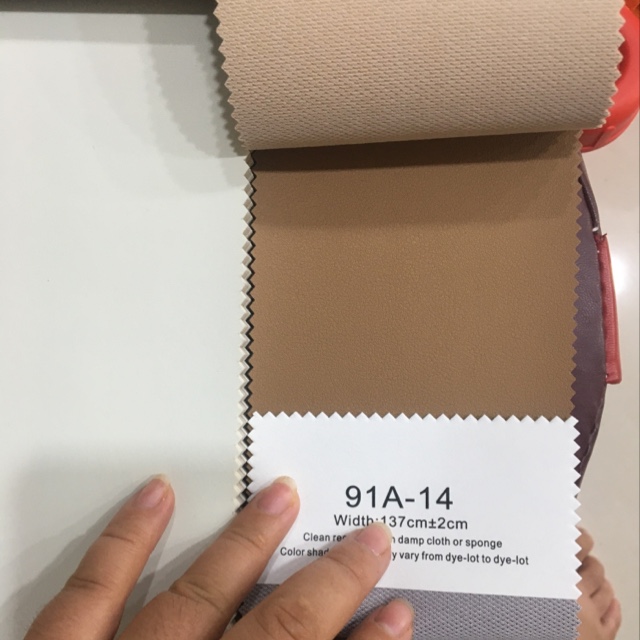 91A-14
Width:137cm±2cm
Clean damp cloth or sponge
Color vary from dye-lot to dye-lot